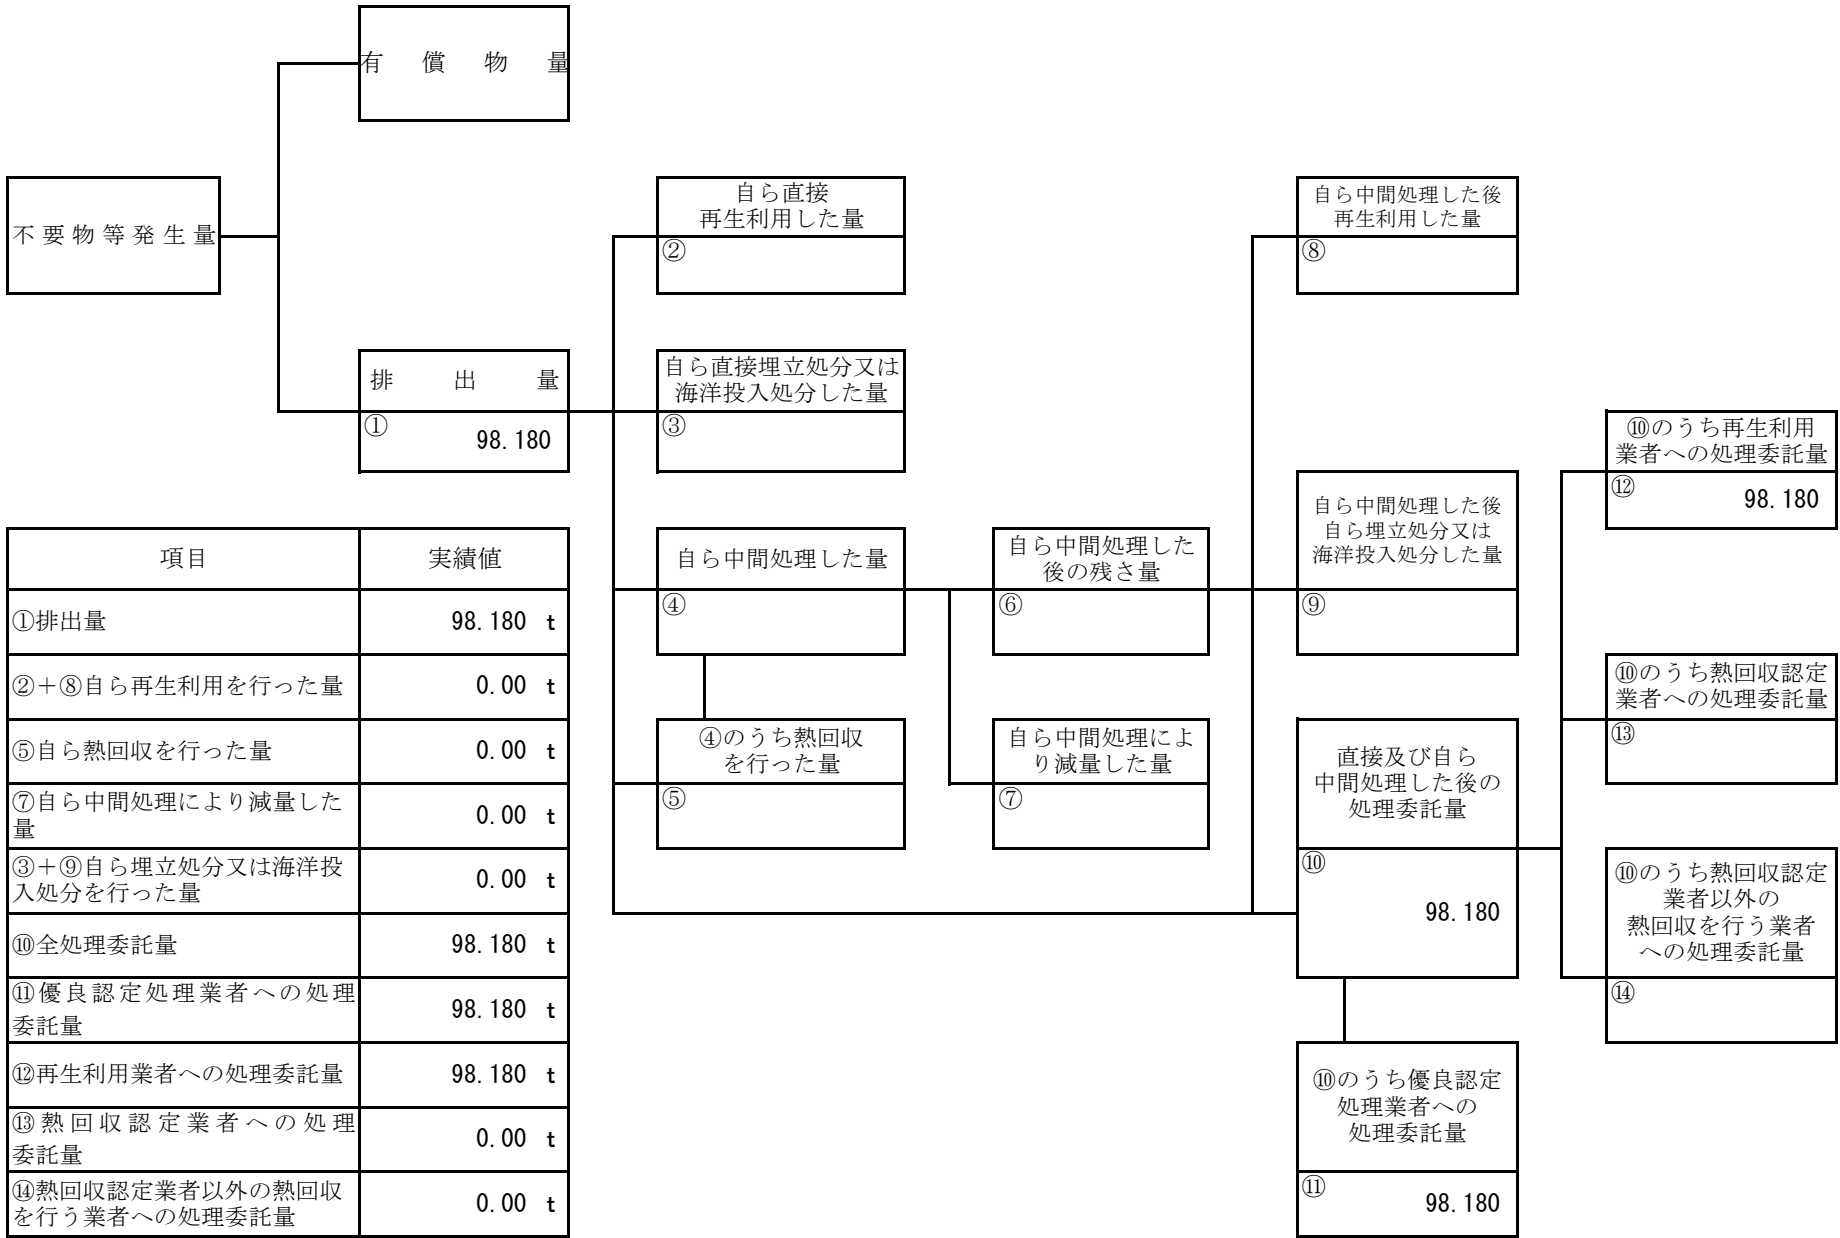 有償物量
不要物等発生量
排出量
①
98.180
自ら直接
再生利用した量
②
自ら直接埋立処分又は
海洋投入処分した量
③
自ら中間処理した量
④
④のうち熱回収
を行った量
⑤
自ら中間処理した
後の残さ量
⑥
自ら中間処理によ
り減量した量
⑦
自ら中間処理した後
再生利用した量
⑧
自ら中間処理した後
自ら埋立処分又は
海洋投入処分した量
⑨
直接及び自ら
中間処理した後の
処理委託量
⑩
98.180
⑩のうち優良認定
処理業者への
処理委託量
⑪
98.180
⑩のうち再生利用
業者への処理委託量
⑫
98.180
⑩のうち熱回収認定
業者への処理委託量
⑬
⑩のうち熱回収認定
業者以外の
熱回収を行う業者
への処理委託量
⑭
項目 実績値
①排出量 98.180 t
②＋⑧自ら再生利用を行った量 0.00 t
⑤自ら熱回収を行った量 0.00 t
⑦自ら中間処理により減量した
量 0.00 t
③＋⑨自ら埋立処分又は海洋投
入処分を行った量 0.00 t
⑩全処理委託量 98.180 t
⑪優良認定処理業者への処理
委託量 98.180 t
⑫再生利用業者への処理委託量 98.180 t
⑬熱回収認定業者への処理
委託量 0.00 t
⑭熱回収認定業者以外の熱回収
を行う業者への処理委託量 0.00 t